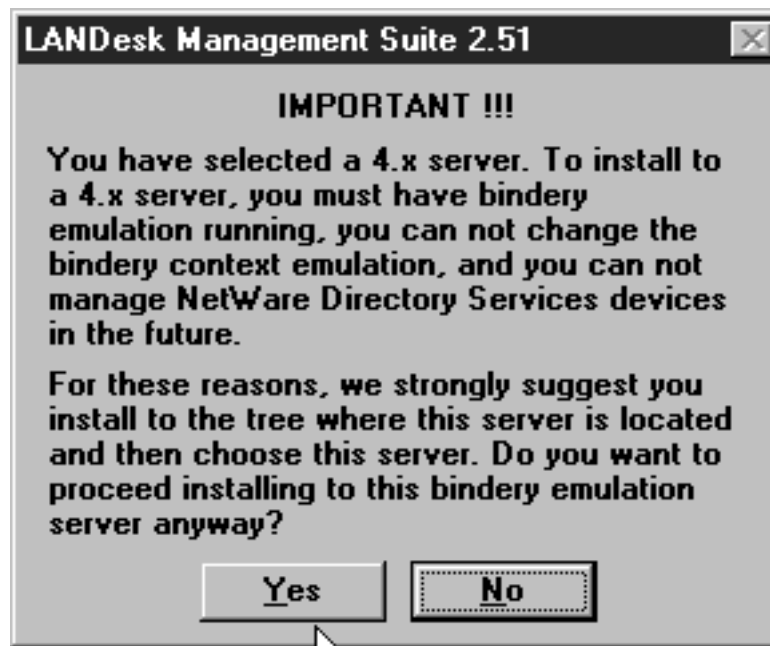 LANDesk Management Suite 2.51
IMPORTANT !!!
You have selected a 4.x server. To install to
a 4.x server, you must have bindery
emulation running, you can not change the
bindery context emulation, and you can not
manage NetWare Directory Services devices
in the future.
For these reasons, we strongly suggest you
install to the tree where this server is located
and then choose this server. Do you want to
proceed installing to this bindery emulation
server anyway?
Yes
No